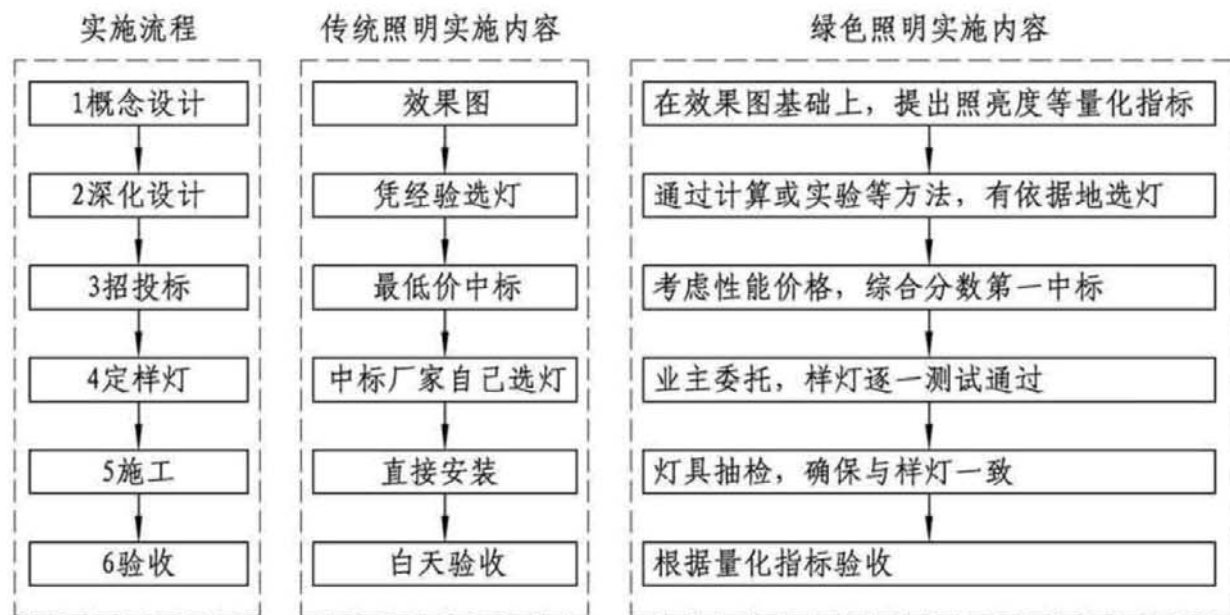 实施流程
传统照明实施内容
绿色照明实施内容
1概念设计
效果图
在效果图基础上，提出照亮度等量化指标
2深化设计
凭经验选灯
通过计算或实验等方法，有依据地选灯
3招投标
最低价中标
考虑性能价格，综合分数第一中标
4定样灯
中标厂家自己选灯
业主委托，样灯逐一测试通过
5施工
直接安装
灯具抽检，确保与样灯一致
6验收
白天验收
根据量化指标验收